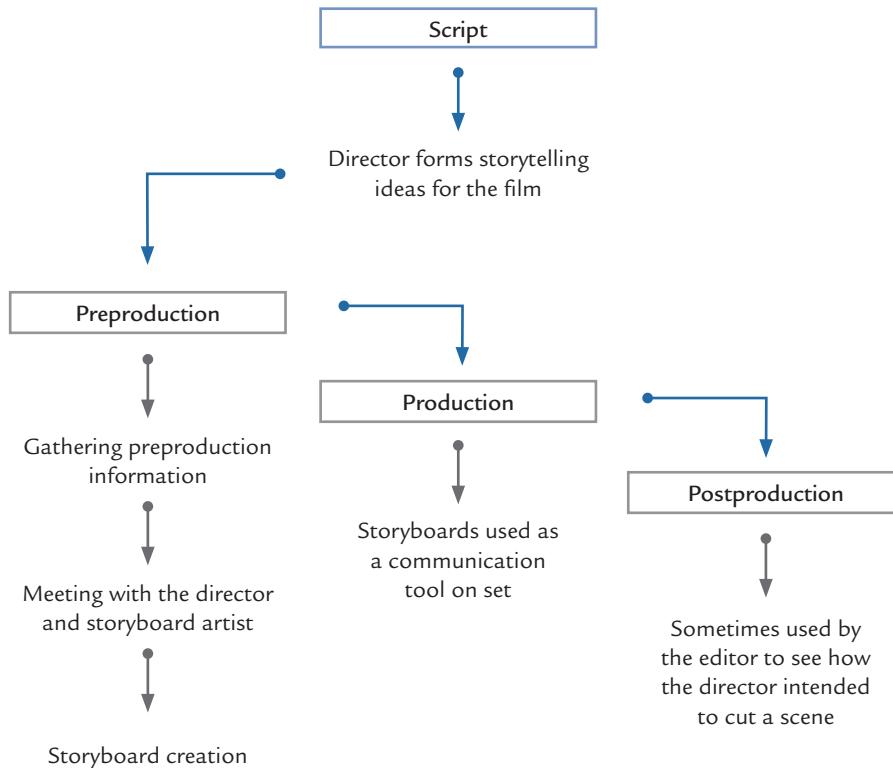 Script
Director forms storytelling
ideas for the film
Preproduction
Gathering preproduction
information
Meeting with the director
and storyboard artist
Storyboard creation
Production
Storyboards used as
a communication
tool on set
Postproduction
Sometimes used by
the editor to see how
the director intended
to cut a scene